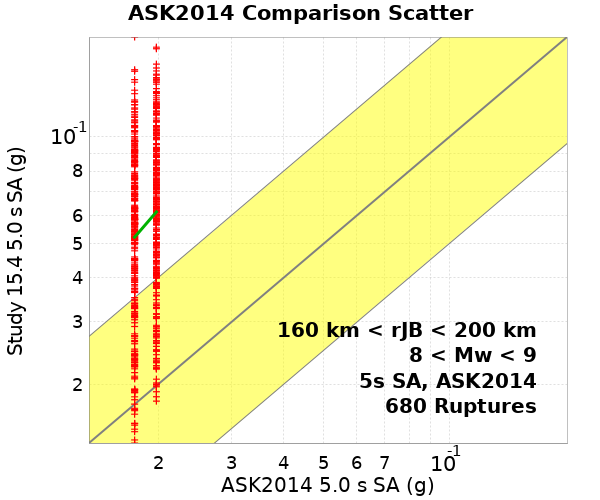 ASK2014 Comparison Scatter
Study 15.4 5.0 s SA (g)
10-1
8
6
5
4
3
2
160 km < rJB < 200 km
8 < Mw < 9
5s SA, ASK2014
680 Ruptures
2 3 4 5 6 7 10-1
ASK2014 5.0 s SA (g)